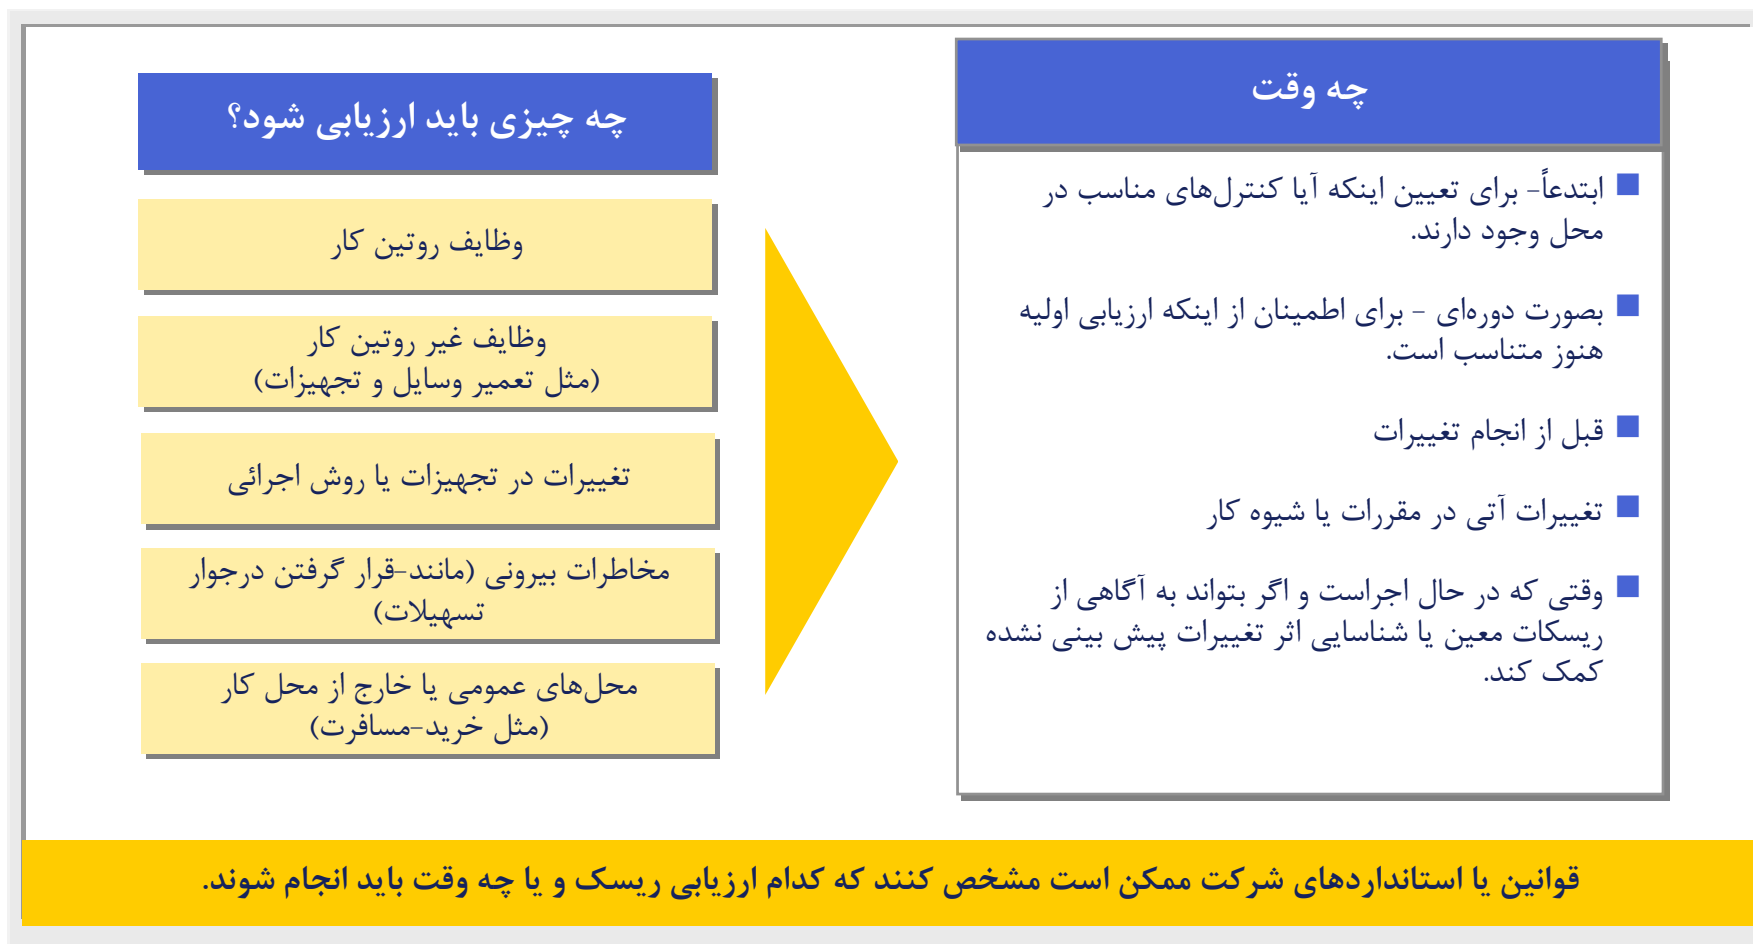 چه چیزی باید ارزیابی شود؟
وظایف روتین کار
وظایف غیر روتین کار
(مثل تعمیر وسایل و تجهیزات)
تغییرات در تجهیزات یا روش اجرائی
مخاطرات بیرونی (مانند-قرار گرفتن درجوار
تسهیلات)
محل‌های عمومی یا خارج از محل کار
(مثل خرید-مسافرت)
چه وقت
ابتدعاً- برای تعیین اینکه آیا کنترل‌های مناسب در
محل وجود دارند.
بصورت دوره‌ای - برای اطمینان از اینکه ارزیابی اولیه
هنوز متناسب است.
قبل از انجام تغییرات
تغییرات آتی در مقررات یا شیوه کار
وقتی که در حال اجراست و اگر بتواند به آگاهی از
ریسکات معین یا شناسایی اثر تغییرات پیش بینی نشده
کمک کند.
قوانین یا استانداردهای شرکت ممکن است مشخص کنند که کدام ارزیابی ریسک و یا چه وقت باید انجام شوند.